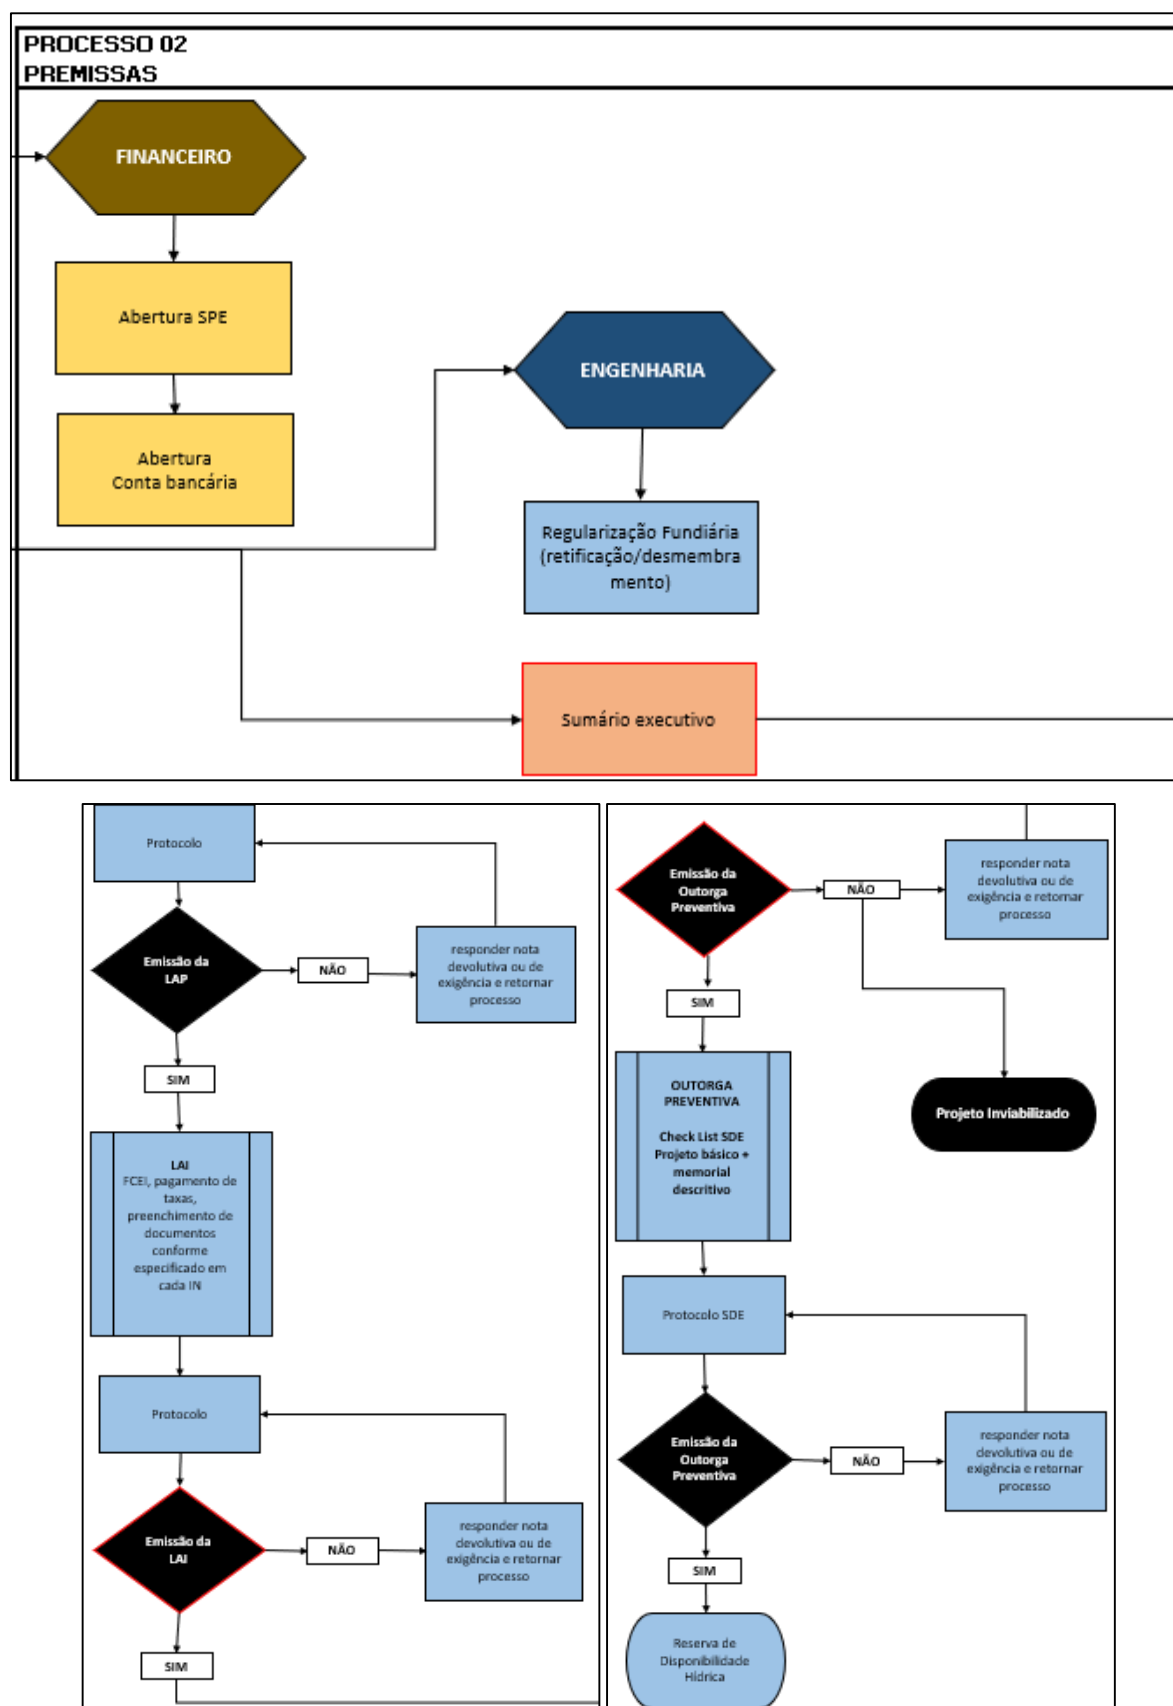 PROCESSO 02
PREMISSAS
FINANCEIRO
Abertura SPE
Abertura
Conta bancária
ENGENHARIA
Regularização Fundiária
(retificação/desmembra
mento)
Sumário executivo
Protocolo
Emissão da
LAP
NÃO
responder nota
devolutiva ou de
exigência e retornar
processo
SIM
LAI
FCEI, pagamento de
taxas,
preenchimento de
documentos
conforme
especificado em
cada IN
Protocolo
Emissão da
LAI
NÃO
responder nota
devolutiva ou de
exigência e retornar
processo
SIM
Emissão da
Outorga
Preventiva
NÃO
responder nota
devolutiva ou de
exigência e retornar
processo
SIM
OUTORGA
PREVENTIVA
Check List SDE
Projeto básico +
memorial
descritivo
Projeto Inviabilizado
Protocolo SDE
Emissão da
Outorga
Preventiva
NÃO
responder nota
devolutiva ou de
exigência e retornar
processo
SIM
Reserva de
Disponibilidade
Hídrica